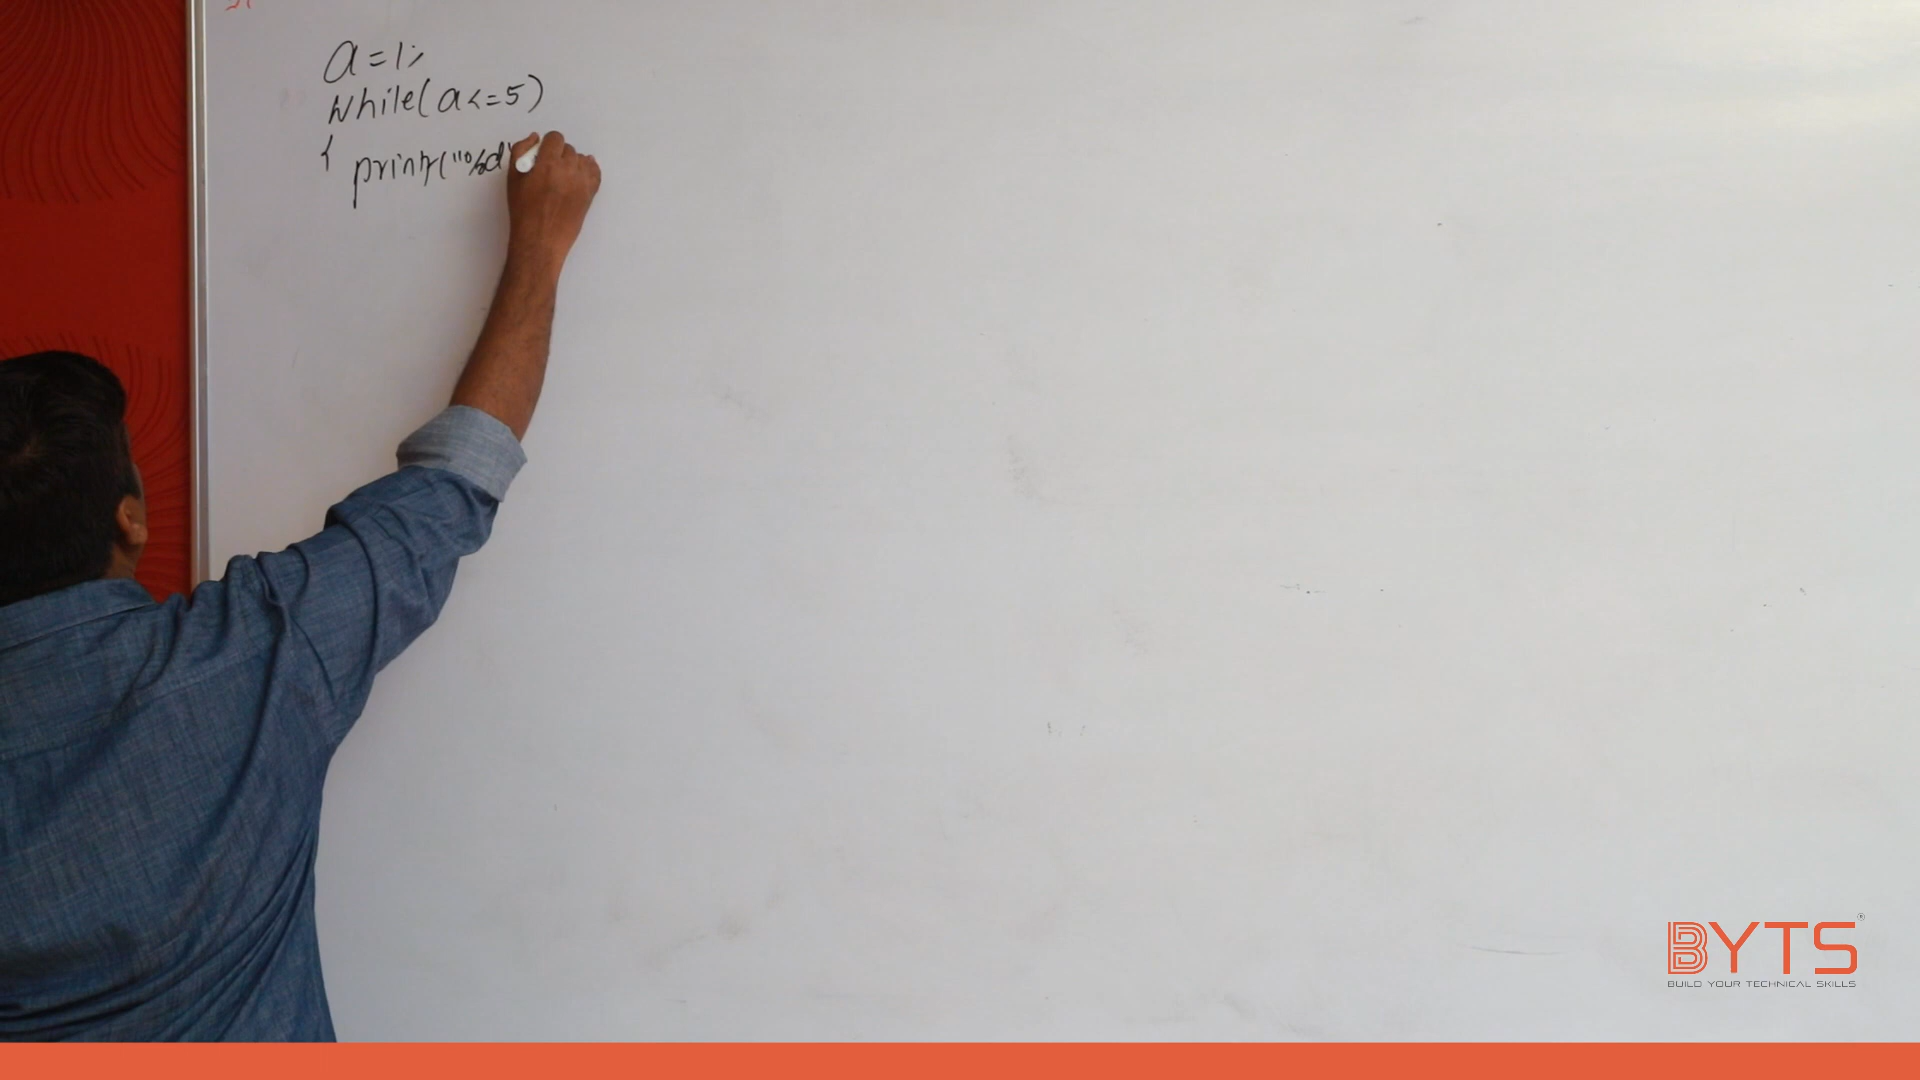 a=1;
while(a<=5)
{ printf("%d"
BYTS
BUILD YOUR TECHNICAL SKILLS